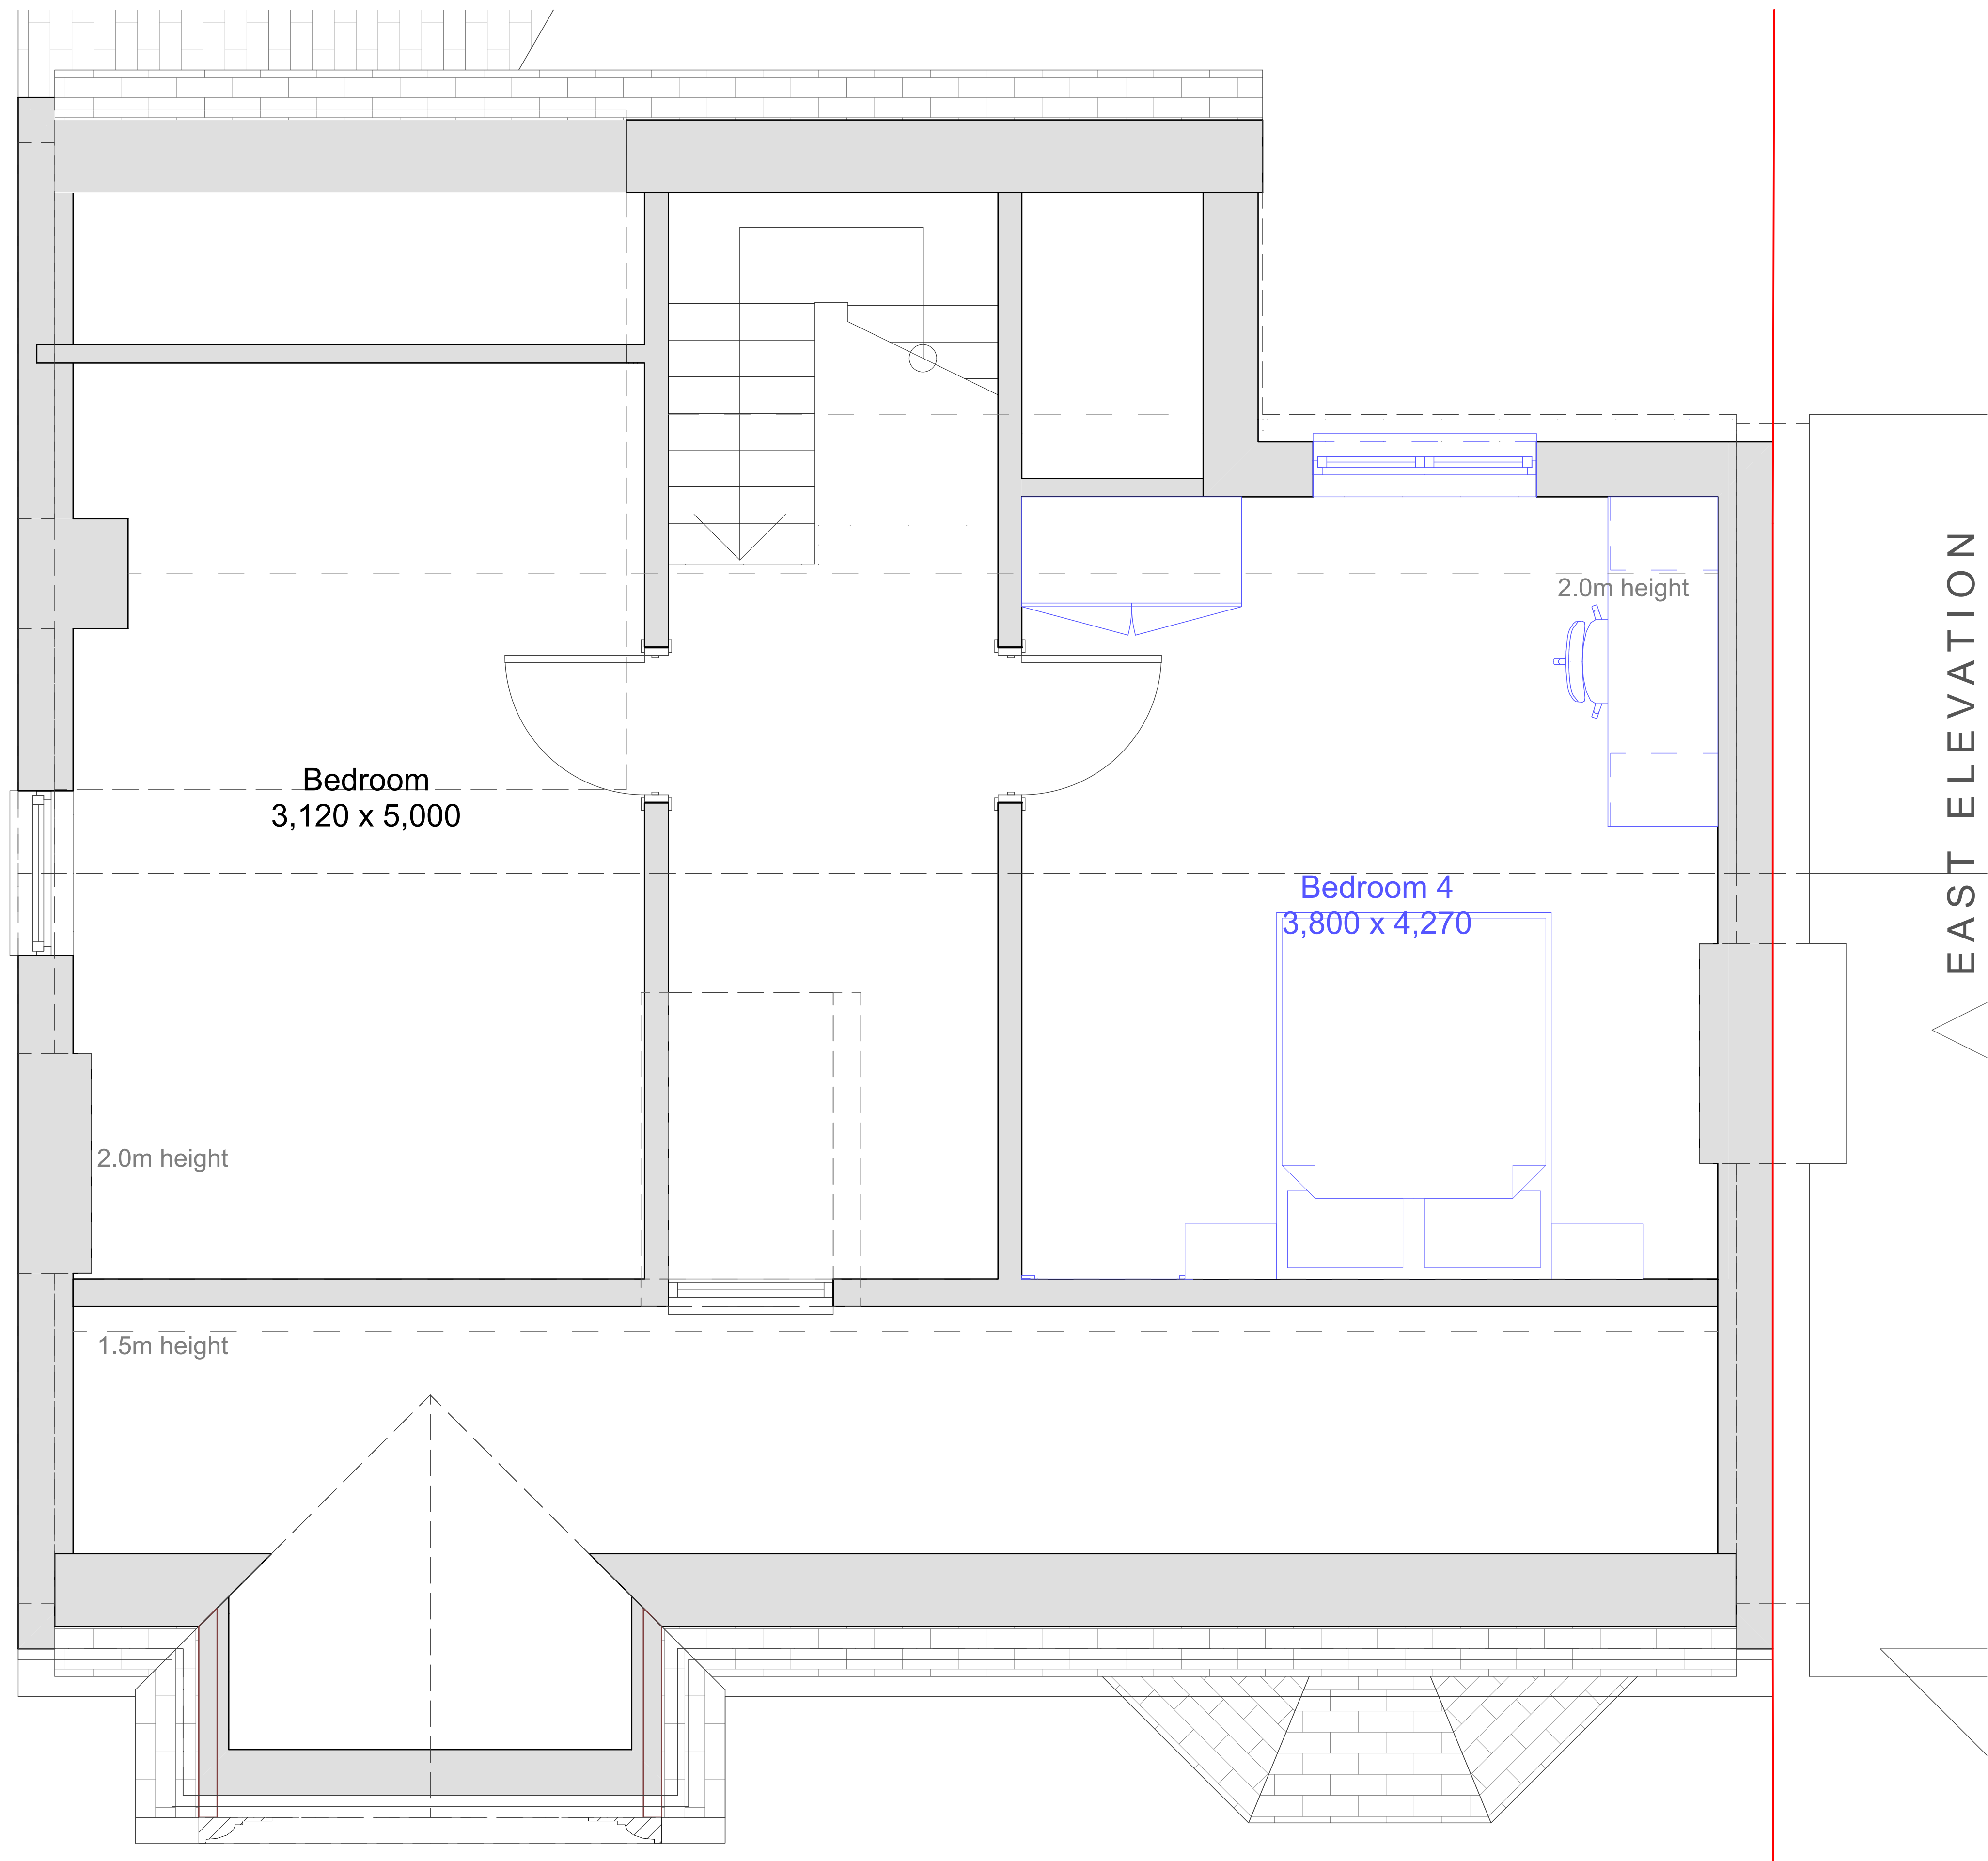 2.0m height
EAST ELEVATION
Bedroom
3,120 x 5,000
Bedroom 4
3,800 x 4,270
2.0m height
1.5m height